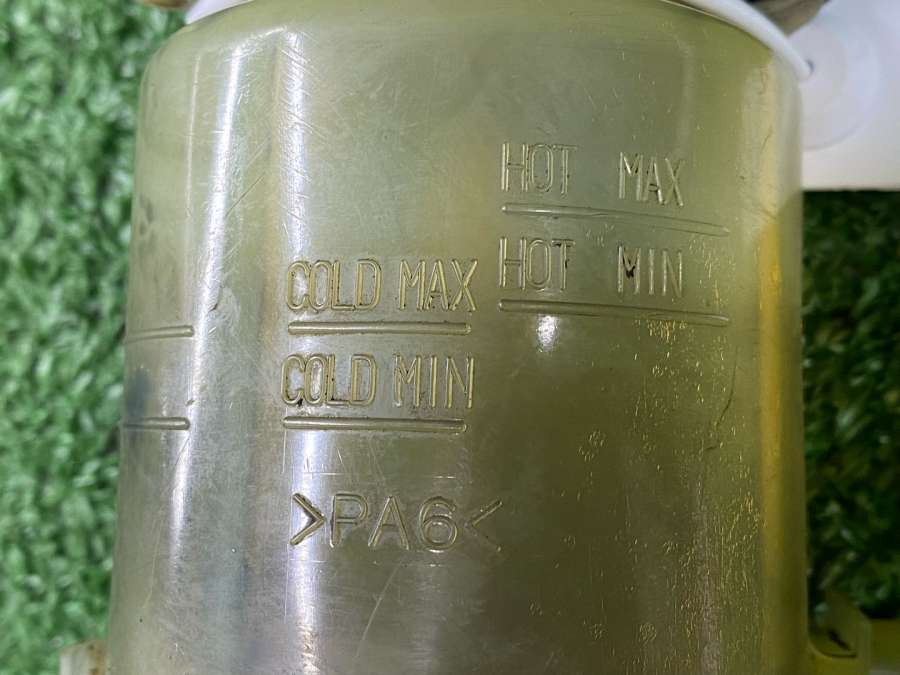 HOT MAX
HOT MIN
COLD MAX
COLD MIN
>PA6<